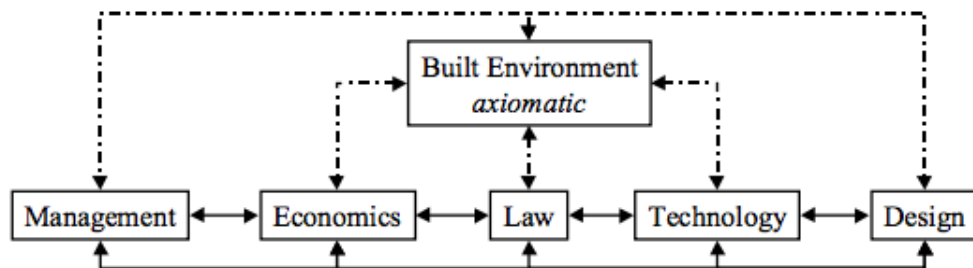 Built Environment
axiomatic
Management
Economics
Law
Technology
Design